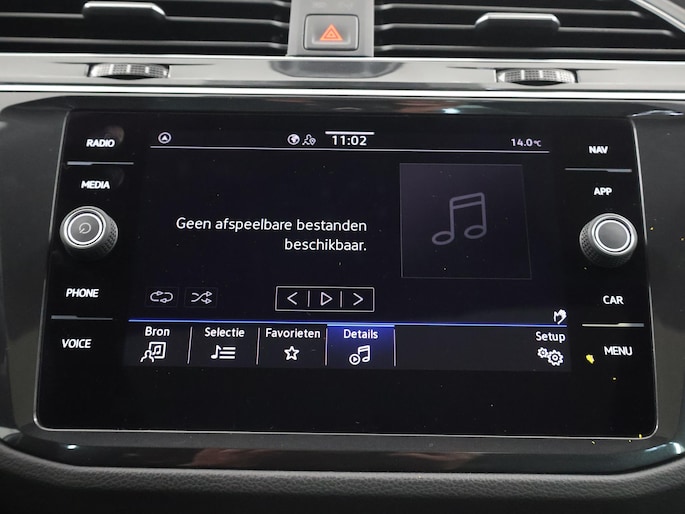 RADIO
MEDIA
PHONE
VOICE
11:02
14.0°C
Geen afspeelbare bestanden
beschikbaar.
Bron
Selectie
Favorieten
Details
Setup
NAV
APP
CAR
MENU